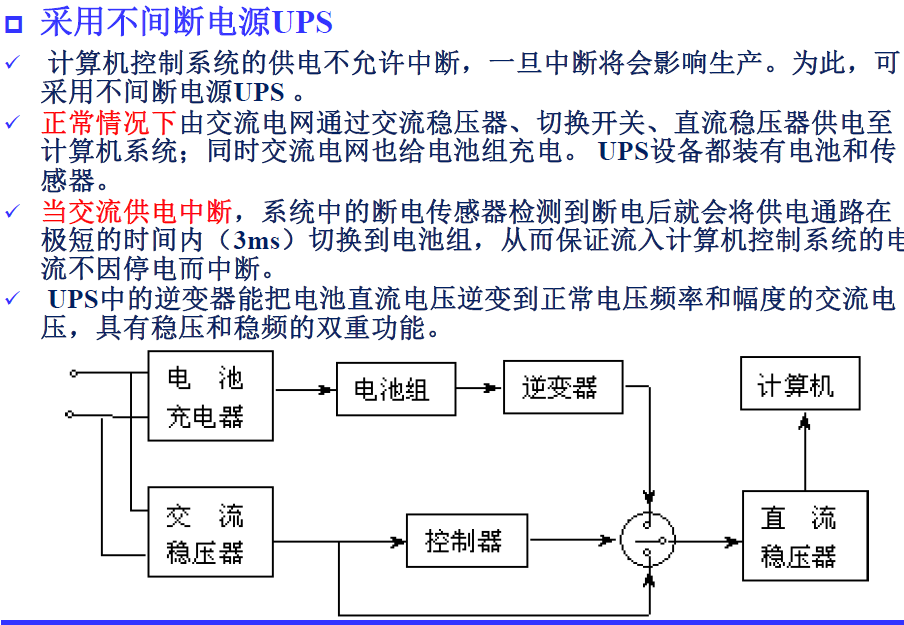 采用不间断电源UPS
计算机控制系统的供电不允许中断，一旦中断将会影响生产。为此，可
采用不间断电源UPS 。
正常情况下由交流电网通过交流稳压器、切换开关、直流稳压器供电至
计算机系统；同时交流电网也给电池组充电。 UPS设备都装有电池和传
感器。
当交流供电中断，系统中的断电传感器检测到断电后就会将供电通路在
极短的时间内（3ms）切换到电池组，从而保证流入计算机控制系统的电
流不因停电而中断。
UPS中的逆变器能把电池直流电压逆变到正常电压频率和幅度的交流电
压，具有稳压和稳频的双重功能。
电 池
充电器
电池组
逆变器
计算机
交 流
稳压器
控制器
直 流
稳压器